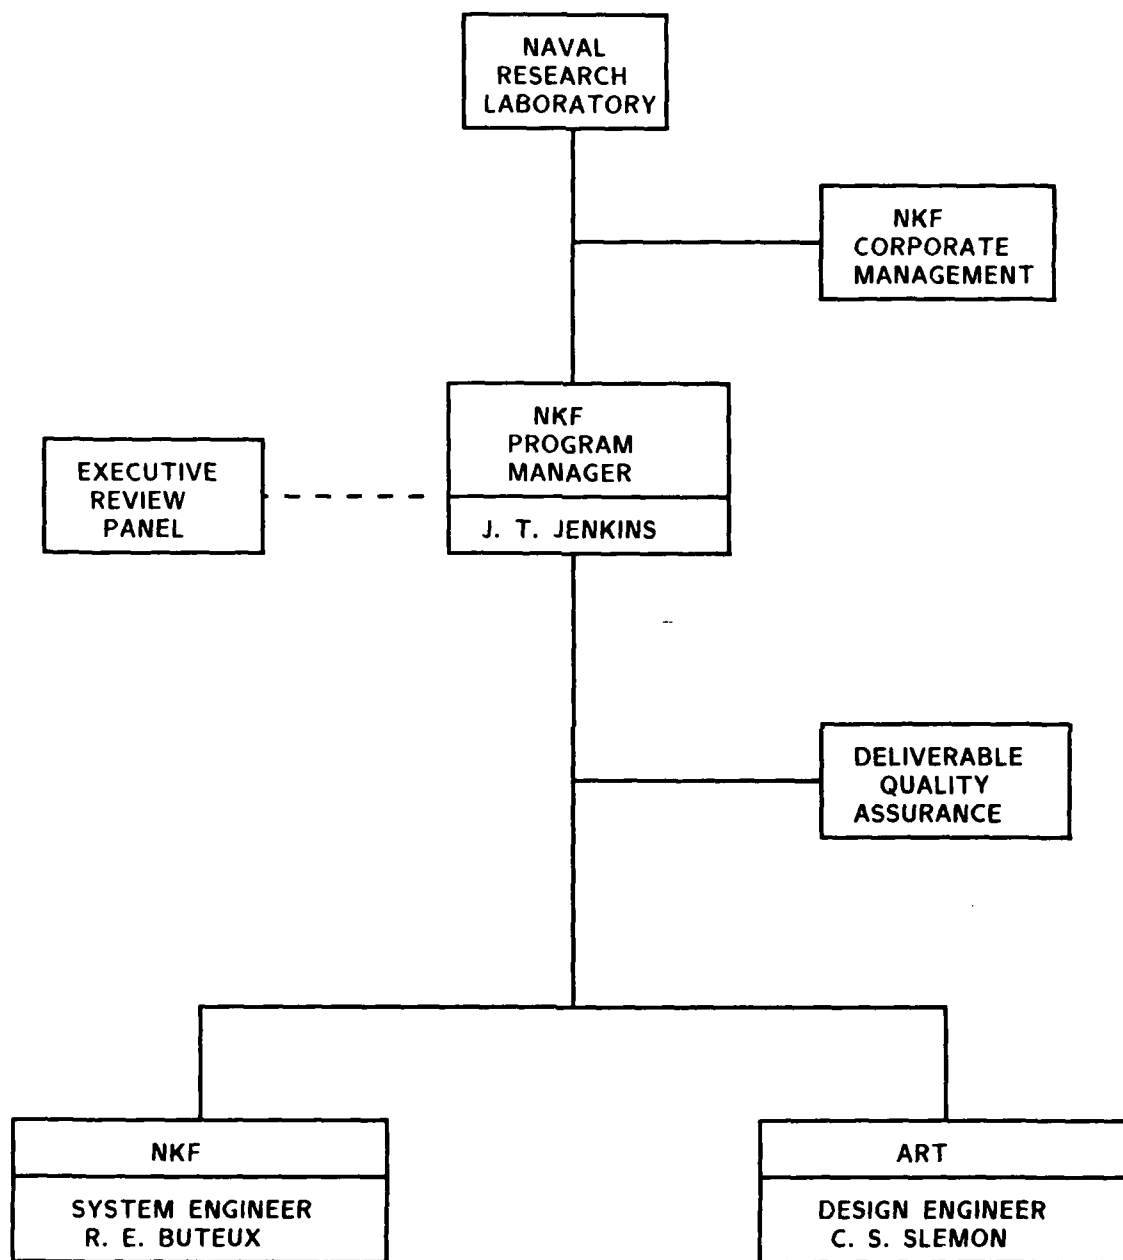 NAVAL
RESEARCH
LABORATORY
NKF
CORPORATE
MANAGEMENT
NKF
PROGRAM
MANAGER
J. T. JENKINS
EXECUTIVE
REVIEW
PANEL
DELIVERABLE
QUALITY
ASSURANCE
NKF
SYSTEM ENGINEER
R. E. BUTEUX
ART
DESIGN ENGINEER
C. S. SLEMON